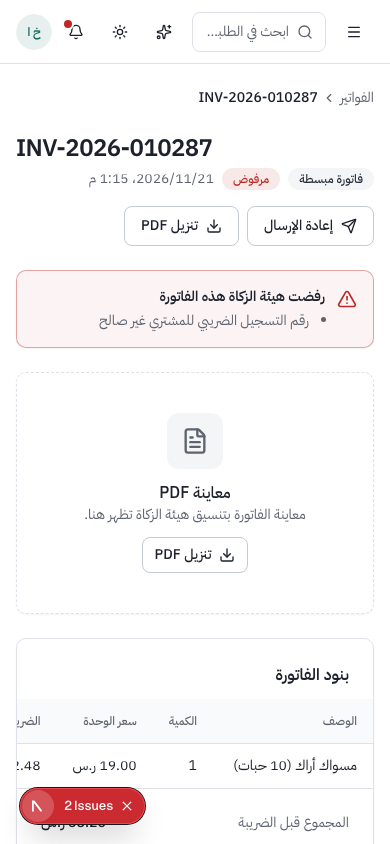 ابحث في الطلب...
خ ا
الفواتير
INV-2026-010287
INV-2026-010287
فاتورة مبسطة
مرفوض
2026/11/21، 1:15 م
إعادة الإرسال
تنزيل PDF
رفضت هيئة الزكاة هذه الفاتورة
• رقم التسجيل الضريبي للمشتري غير صالح
معاينة PDF
معاينة الفاتورة بتنسيق هيئة الزكاة تظهر هنا.
تنزيل PDF
بنود الفاتورة
الوصف الكمية سعر الوحدة الضري
مسواك أراك (10 حبات) 1 19.00 ر.س 2.48
المجموع قبل الضريبة
2 Issues